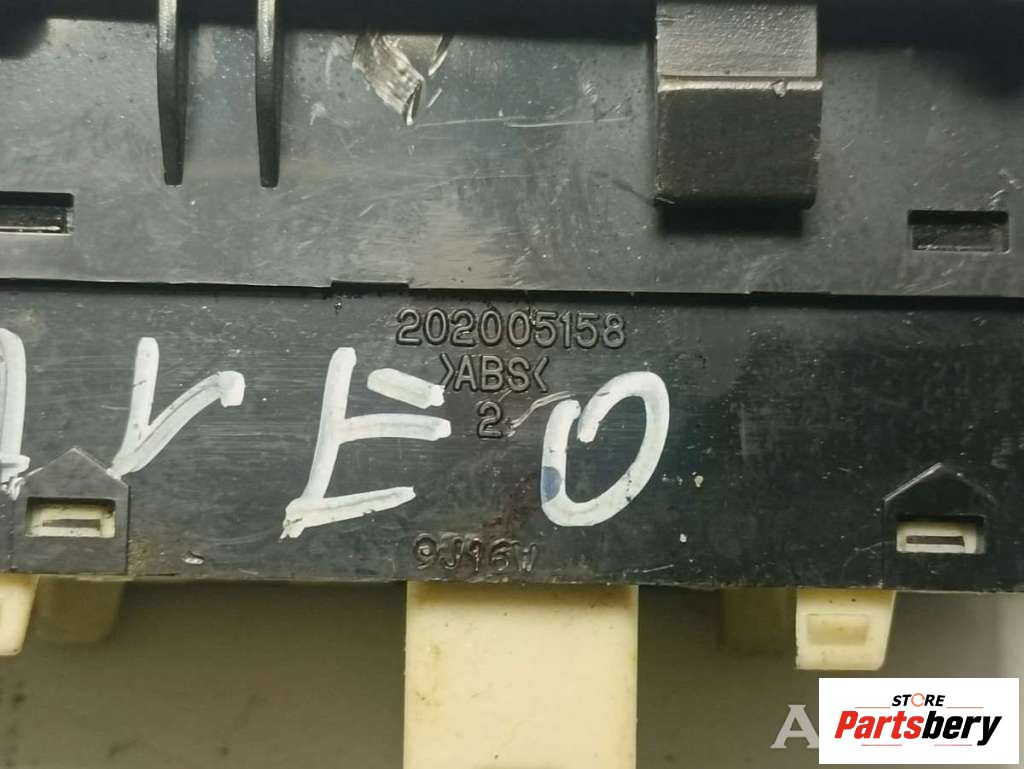 202005158
>ABS<
2
AVEO
9J16W
A
STORE
Partsbery